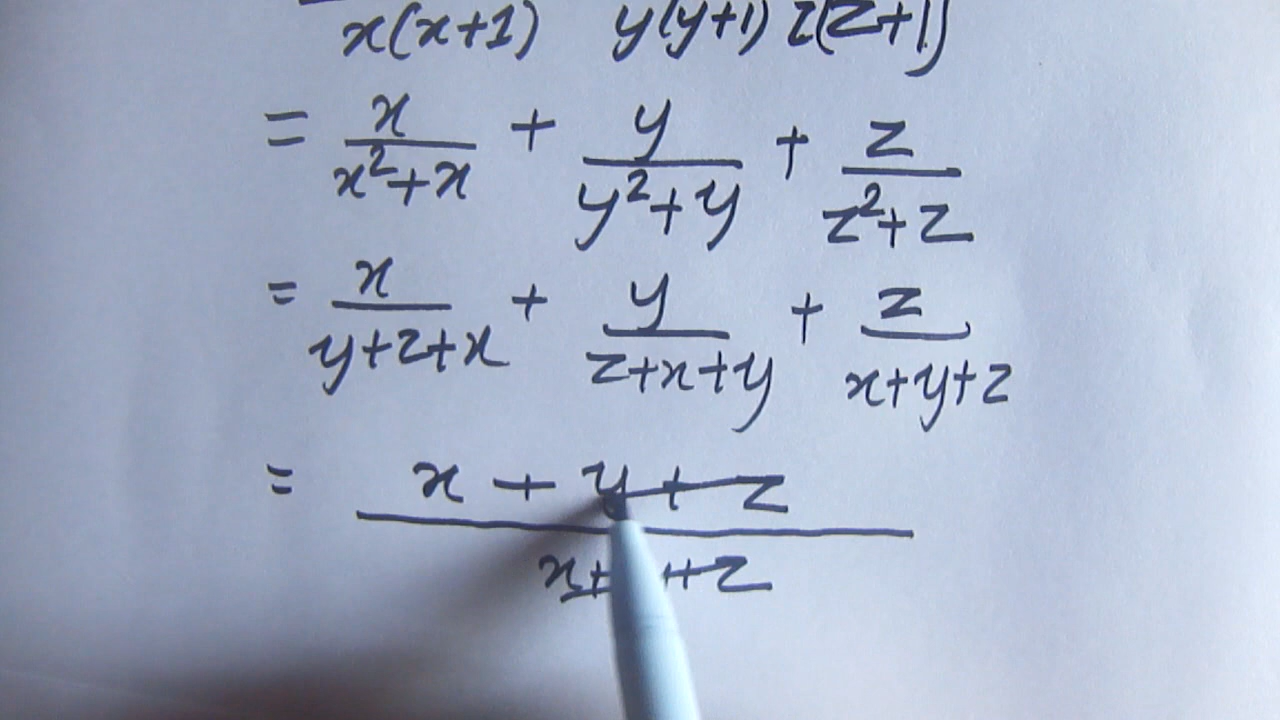 x(x+1) y(y+1) z(z+1)
= x/(x²+x) + y/(y²+y) + z/(z²+z)
= x/(y+z+x) + y/(z+x+y) + z/(x+y+z)
= (x + y + z)/(x+y+z)